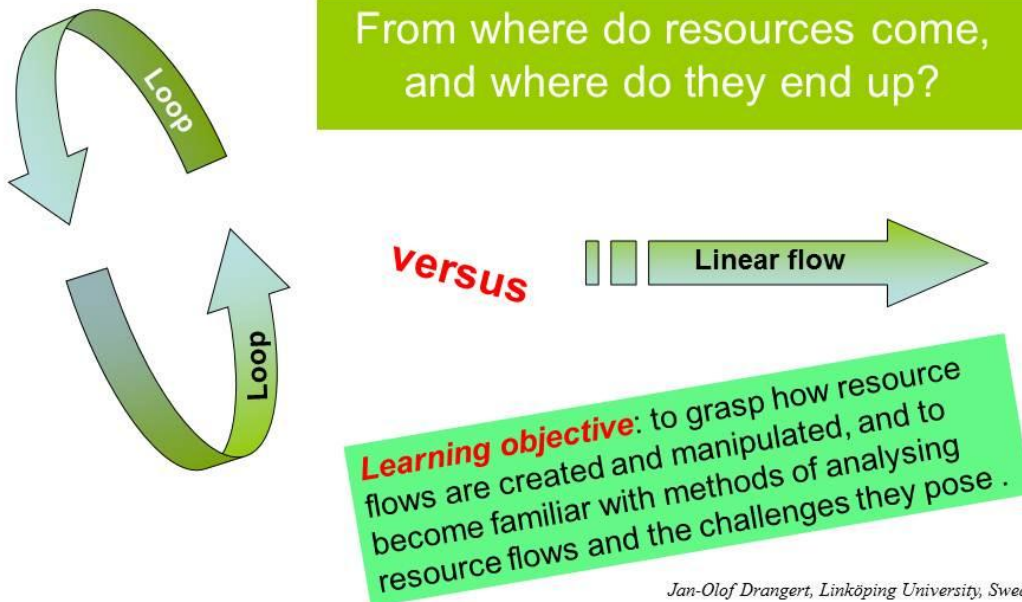 From where do resources come,
and where do they end up?
Loop
Loop
versus
Linear flow
Learning objective: to grasp how resource
flows are created and manipulated, and to
become familiar with methods of analysing
resource flows and the challenges they pose .
Jan-Olof Drangert, Linköping University, Swe